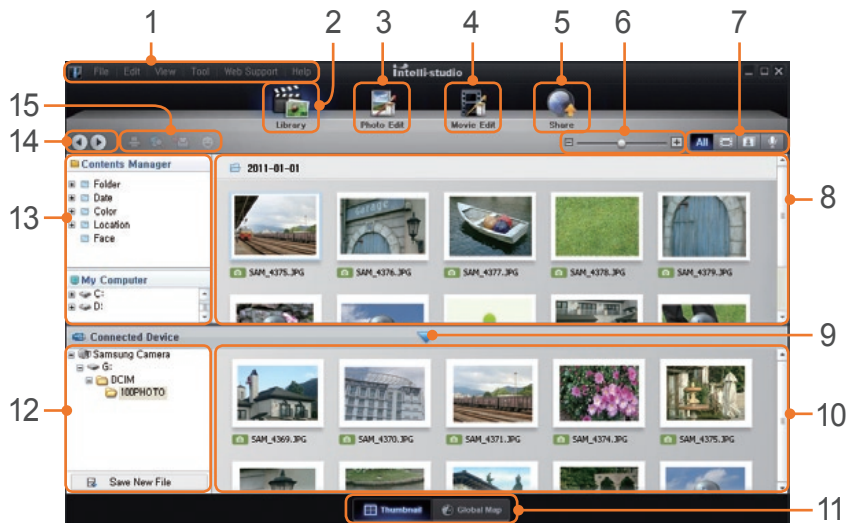 1 2 3 4 5 6 7
File Edit View Tool Web Support Help
intelli-studio
Library Photo Edit Movie Edit Share
15
14
All
Contents Manager
2011-01-01
Folder
Date
Color
Location
Face
13
8
SAM_4375.JPG SAM_4376.JPG SAM_4377.JPG SAM_4378.JPG SAM_4379.JPG
My Computer
C:
D:
Connected Device
9
Samsung Camera
G:
DCIM
100PHOTO
12
10
SAM_4369.JPG SAM_4370.JPG SAM_4371.JPG SAM_4374.JPG SAM_4375.JPG
Save New File
Thumbnail Global Map
11